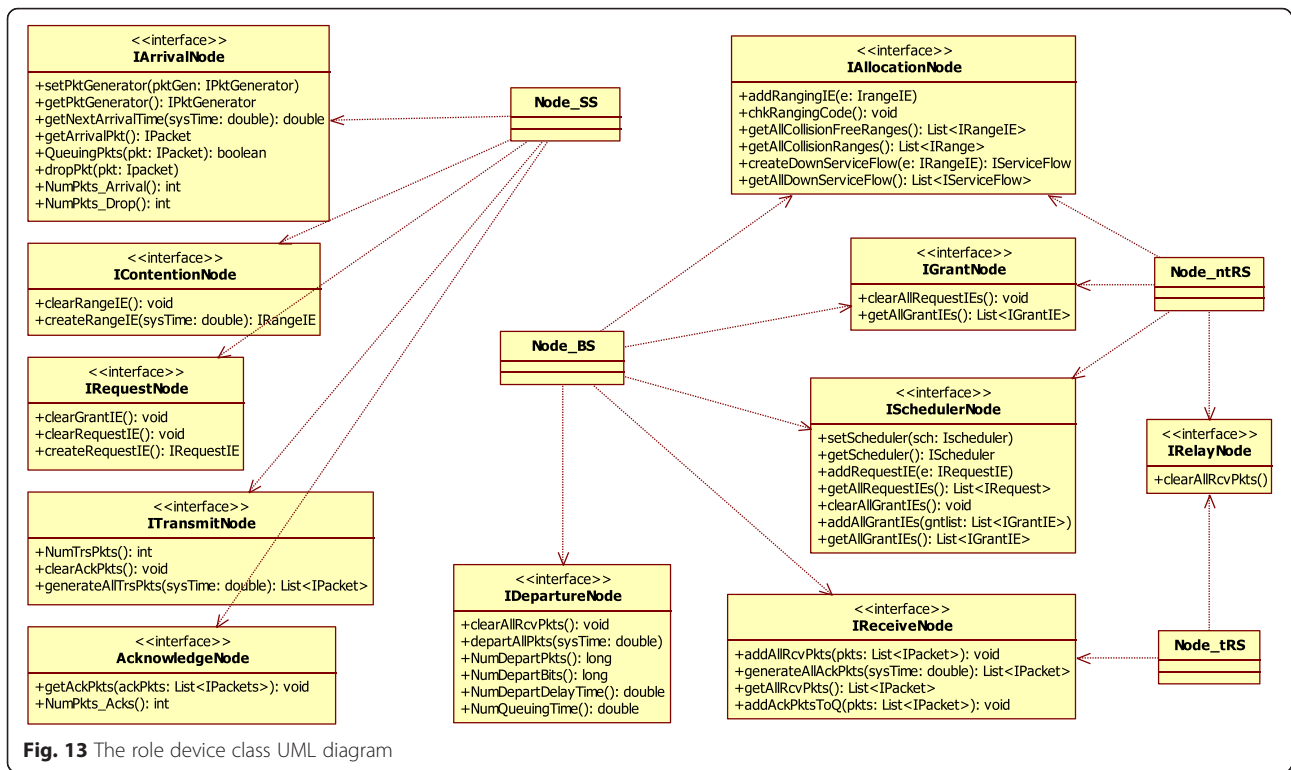 <<interface>>
IArrivalNode
+setPktGenerator(pktGen: IPktGenerator)
+getPktGenerator(): IPktGenerator
+getNextArrivalTime(sysTime: double): double
+getArrivalPkt(): IPacket
+QueuingPkts(pkt: IPacket): boolean
+dropPkt(pkt: Ipacket)
+NumPkts_Arrival(): int
+NumPkts_Drop(): int
<<interface>>
IContentionNode
+clearRangeIE(): void
+createRangeIE(sysTime: double): IRangeIE
<<interface>>
IRequestNode
+clearGrantIE(): void
+clearRequestIE(): void
+createRequestIE(): IRequestIE
<<interface>>
ITransmitNode
+NumTrsPkts(): int
+clearAckPkts(): void
+generateAllTrsPkts(sysTime: double): List<IPacket>
<<interface>>
AcknowledgeNode
+getAckPkts(ackPkts: List<IPackets>): void
+NumPkts_Acks(): int
Node_SS
Node_BS
<<interface>>
IDepartureNode
+clearAllRcvPkts(): void
+departAllPkts(sysTime: double)
+NumDepartPkts(): long
+NumDepartBits(): long
+NumDepartDelayTime(): double
+NumQueuingTime(): double
<<interface>>
IAllocationNode
+addRangingIE(e: IrangeIE)
+chkRangingCode(): void
+getAllCollisionFreeRanges(): List<IRangeIE>
+getAllCollisionRanges(): List<IRange>
+createDownServiceFlow(e: IRangeIE): IServiceFlow
+getAllDownServiceFlow(): List<IServiceFlow>
<<interface>>
IGrantNode
+clearAllRequestIEs(): void
+getAllGrantIEs(): List<IGrantIE>
<<interface>>
ISchedulerNode
+setScheduler(sch: Ischeduler)
+getScheduler(): IScheduler
+addRequestIE(e: IRequestIE)
+getAllRequestIEs(): List<IRequest>
+clearAllGrantIEs(): void
+addAllGrantIEs(gntlist: List<IGrantIE>)
+getAllGrantIEs(): List<IGrantIE>
<<interface>>
IReceiveNode
+addAllRcvPkts(pkts: List<IPacket>): void
+generateAllAckPkts(sysTime: double): List<IPacket>
+getAllRcvPkts(): List<IPacket>
+addAckPktsToQ(pkts: List<IPacket>): void
Node_ntRS
<<interface>>
IRelayNode
+clearAllRcvPkts()
Node_tRS
Fig. 13 The role device class UML diagram